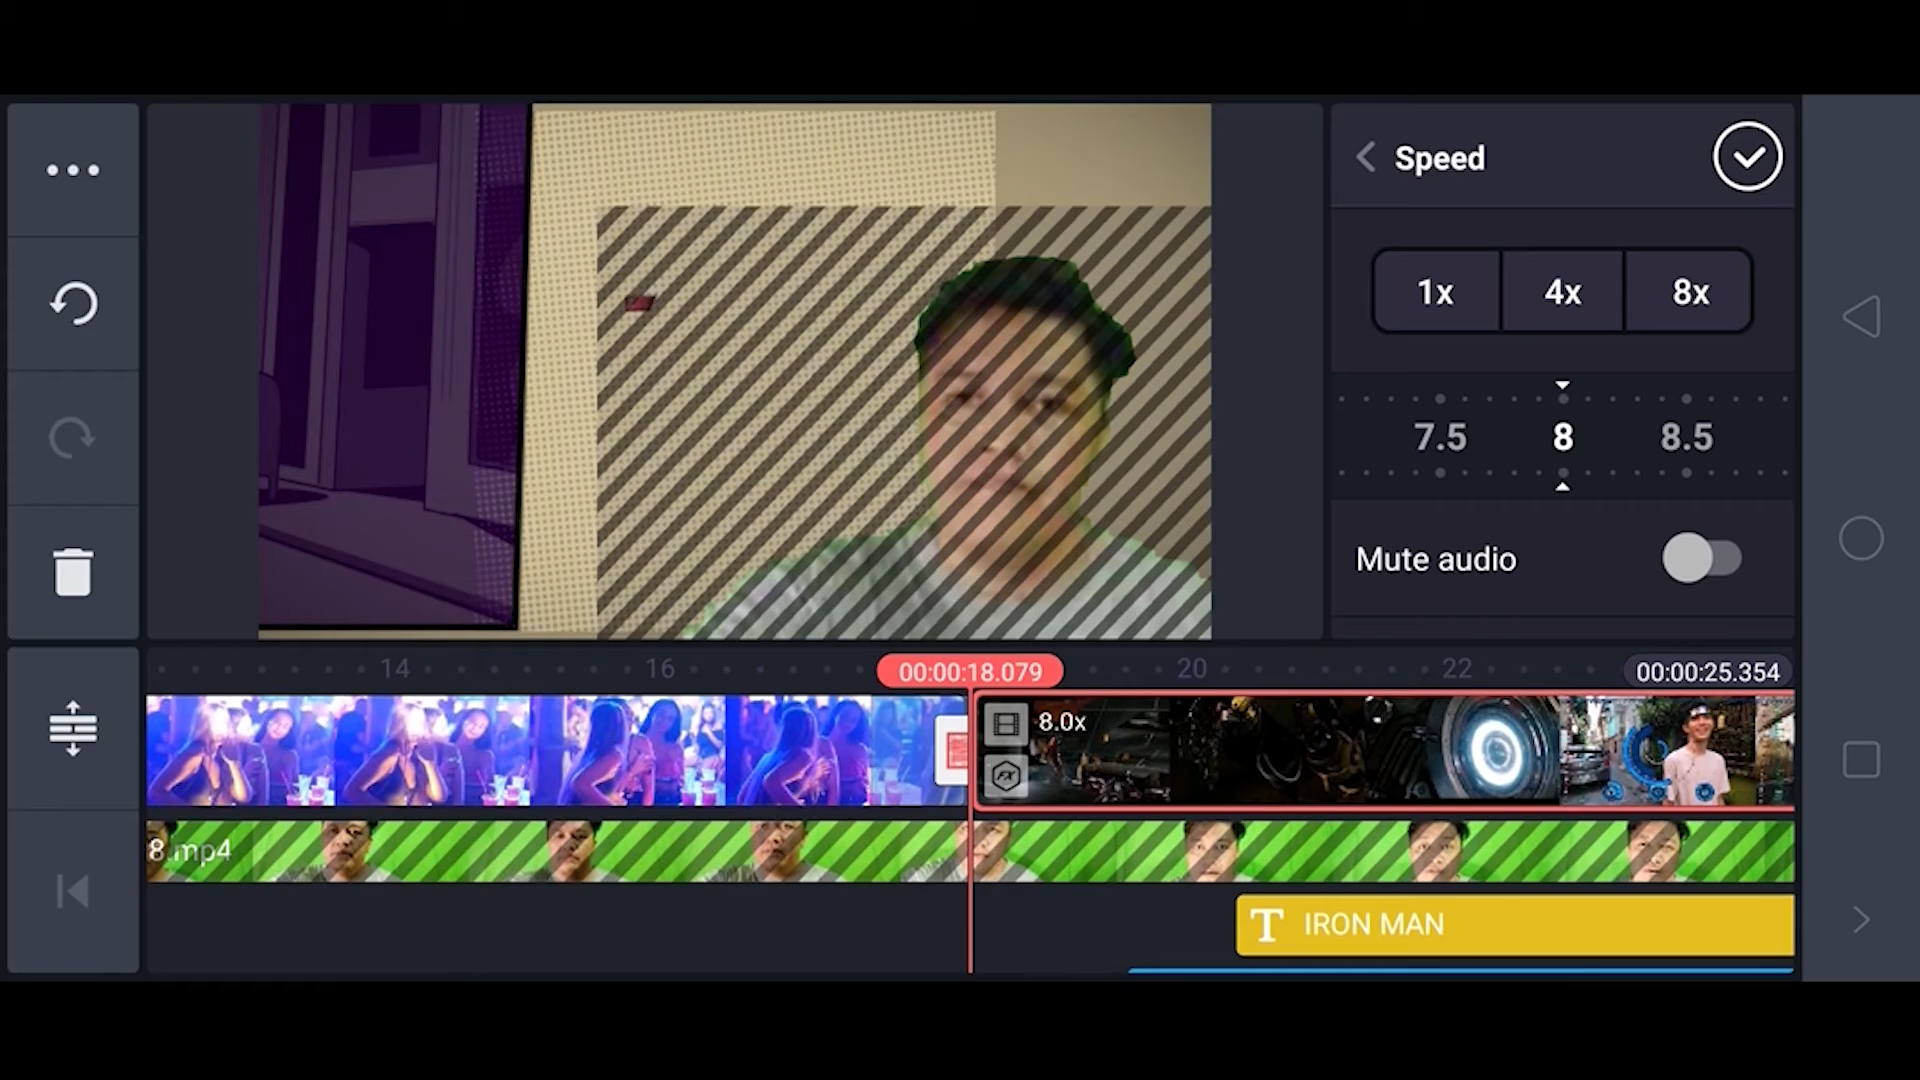 Speed
1x 4x 8x
7.5 8 8.5
Mute audio
14 16 00:00:18.079 20 22 00:00:25.354
8.0x
FX
8.mp4
T IRON MAN